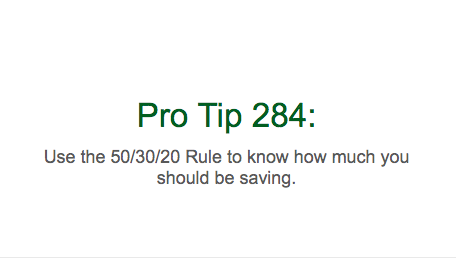 Pro Tip 284:
Use the 50/30/20 Rule to know how much you
should be saving.